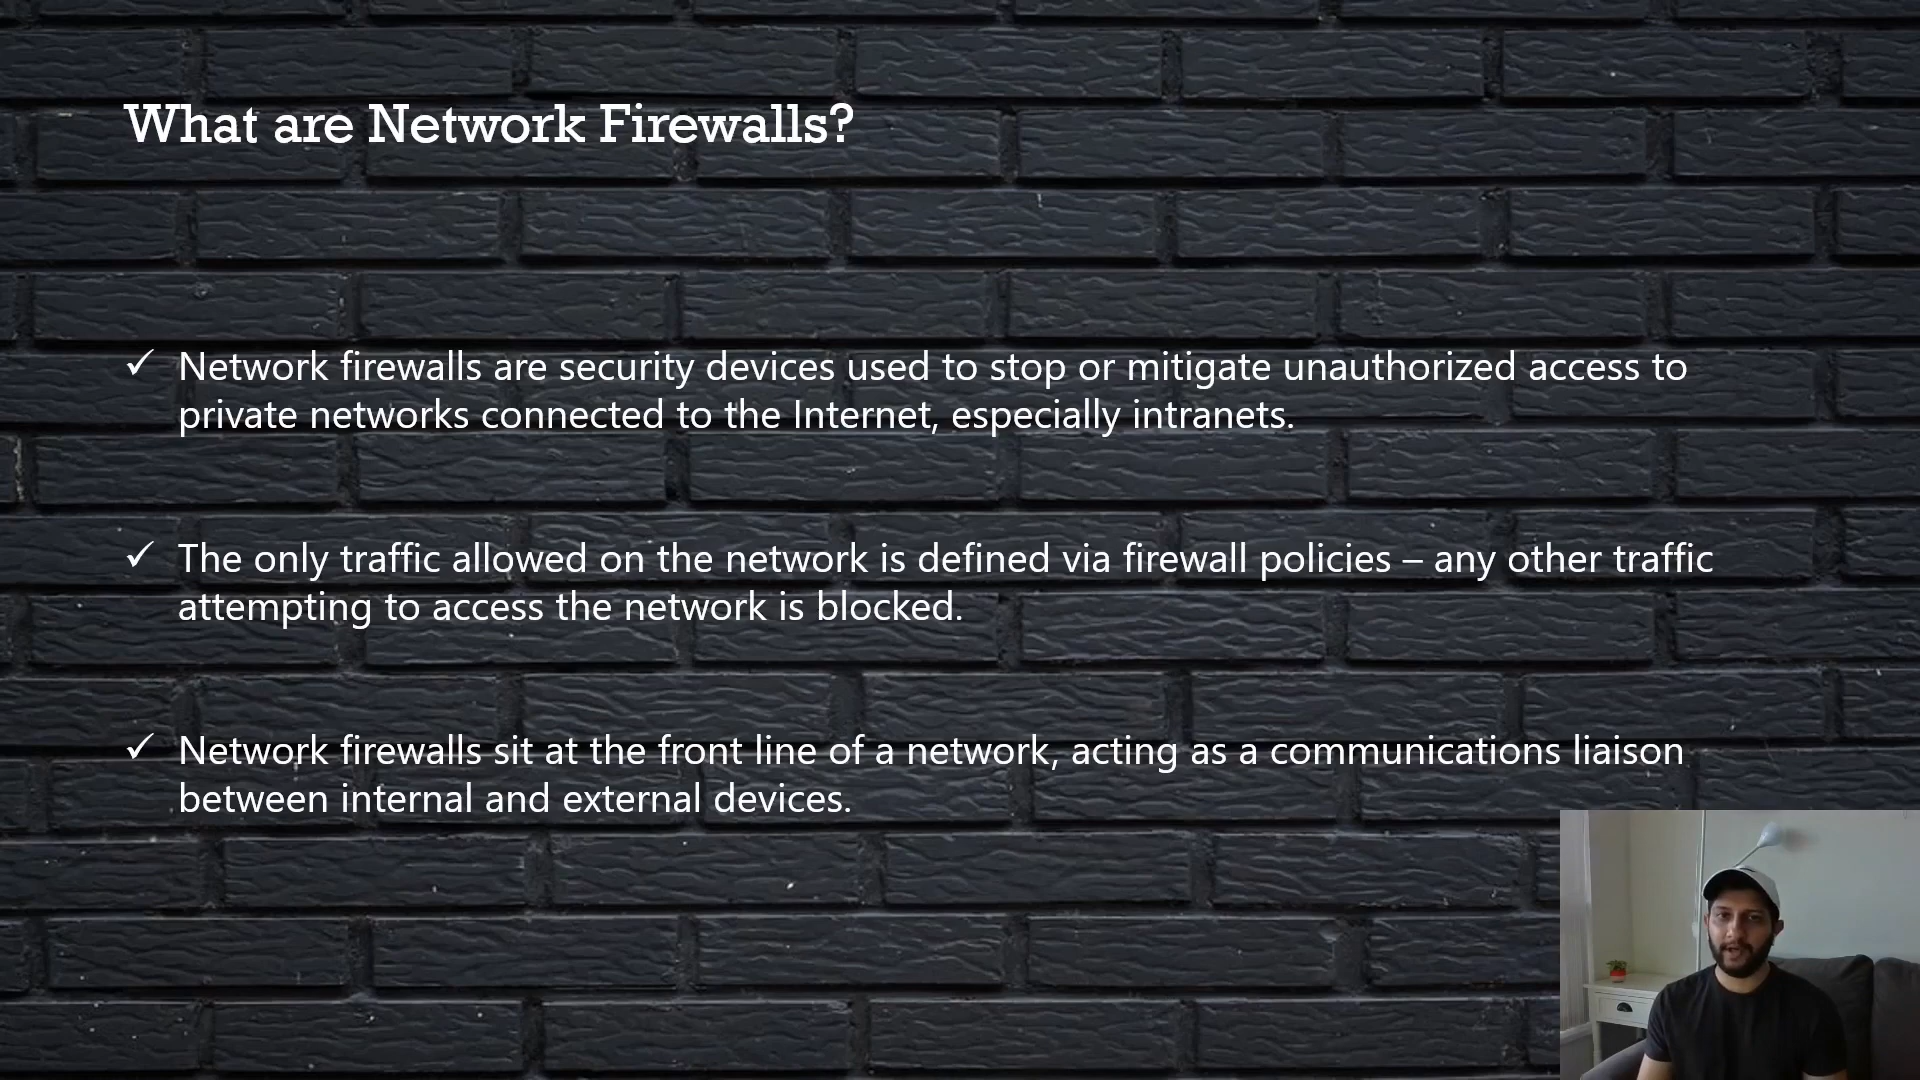 What are Network Firewalls?
✓ Network firewalls are security devices used to stop or mitigate unauthorized access to
private networks connected to the Internet, especially intranets.
✓ The only traffic allowed on the network is defined via firewall policies – any other traffic
attempting to access the network is blocked.
✓ Network firewalls sit at the front line of a network, acting as a communications liaison
between internal and external devices.